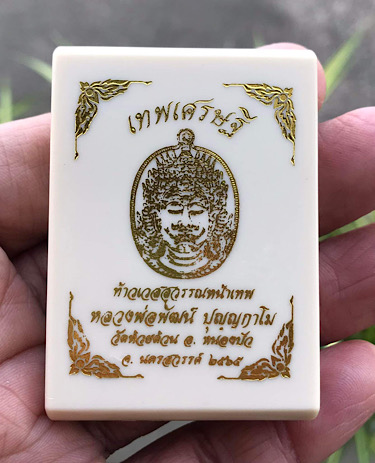 เทพเศรษฐี
ท้าวเวสสุวรรณหน้าเทพ
หลวงพ่อพัฒน์ ปุญญกาโม
วัดห้วยด้วน อ. หนองบัว
จ. นครสวรรค์ ๒๕๖๕